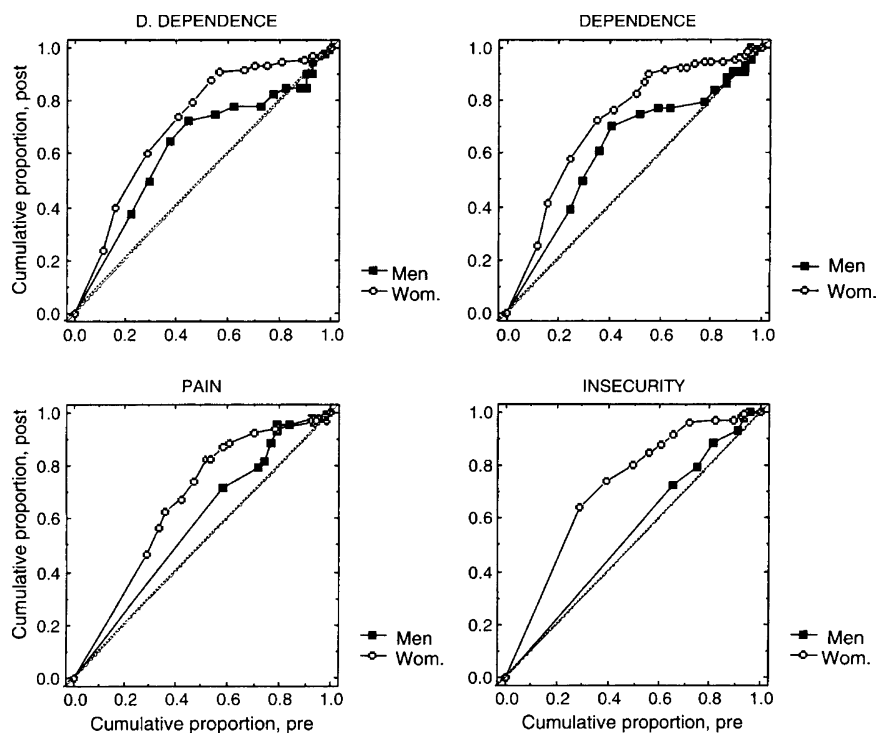 D. DEPENDENCE
DEPENDENCE
Cumulative proportion, post
1.0
0.8
0.6
0.4
0.2
0.0
0.0 0.2 0.4 0.6 0.8 1.0
Men
Wom.
1.0
0.8
0.6
0.4
0.2
0.0
0.0 0.2 0.4 0.6 0.8 1.0
Men
Wom.
PAIN
INSECURITY
Cumulative proportion, post
1.0
0.8
0.6
0.4
0.2
0.0
0.0 0.2 0.4 0.6 0.8 1.0
Cumulative proportion, pre
Men
Wom.
1.0
0.8
0.6
0.4
0.2
0.0
0.0 0.2 0.4 0.6 0.8 1.0
Cumulative proportion, pre
Men
Wom.